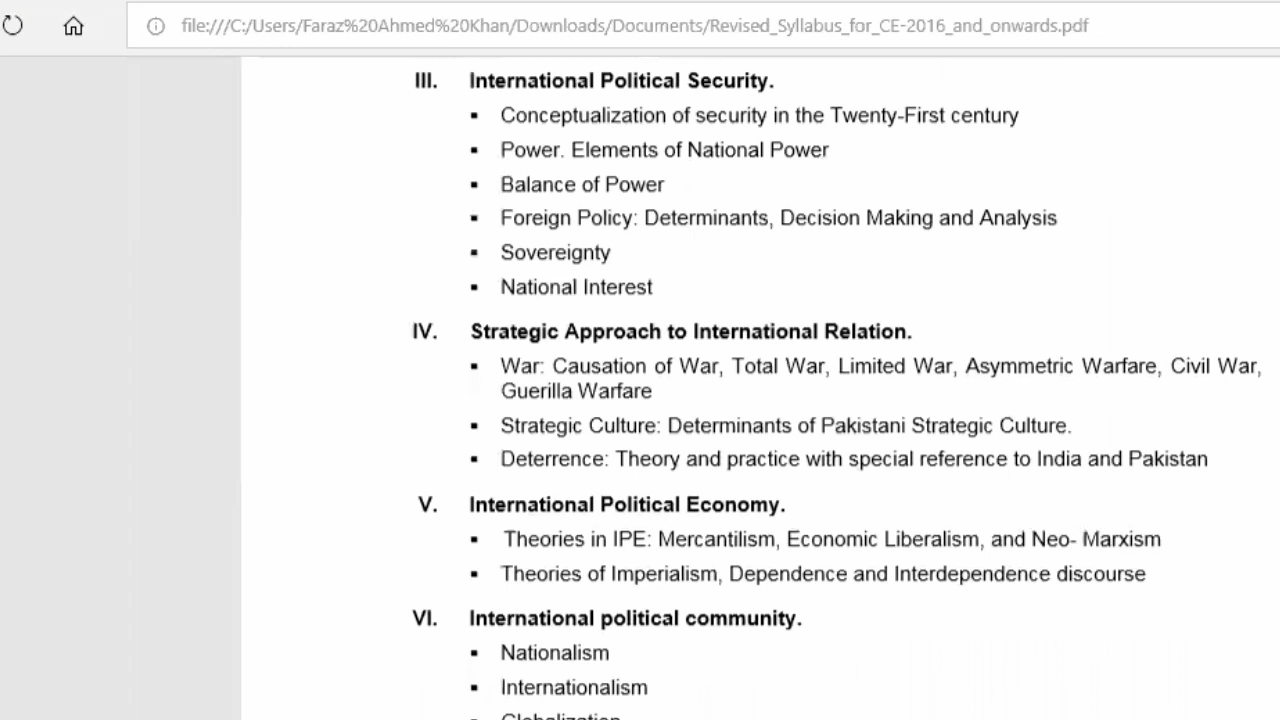 file:///C:/Users/Faraz%20Ahmed%20Khan/Downloads/Documents/Revised_Syllabus_for_CE-2016_and_onwards.pdf
III. International Political Security.
▪ Conceptualization of security in the Twenty-First century
▪ Power. Elements of National Power
▪ Balance of Power
▪ Foreign Policy: Determinants, Decision Making and Analysis
▪ Sovereignty
▪ National Interest
IV. Strategic Approach to International Relation.
▪ War: Causation of War, Total War, Limited War, Asymmetric Warfare, Civil War,
Guerilla Warfare
▪ Strategic Culture: Determinants of Pakistani Strategic Culture.
▪ Deterrence: Theory and practice with special reference to India and Pakistan
V. International Political Economy.
▪ Theories in IPE: Mercantilism, Economic Liberalism, and Neo- Marxism
▪ Theories of Imperialism, Dependence and Interdependence discourse
VI. International political community.
▪ Nationalism
▪ Internationalism
▪ Globalization